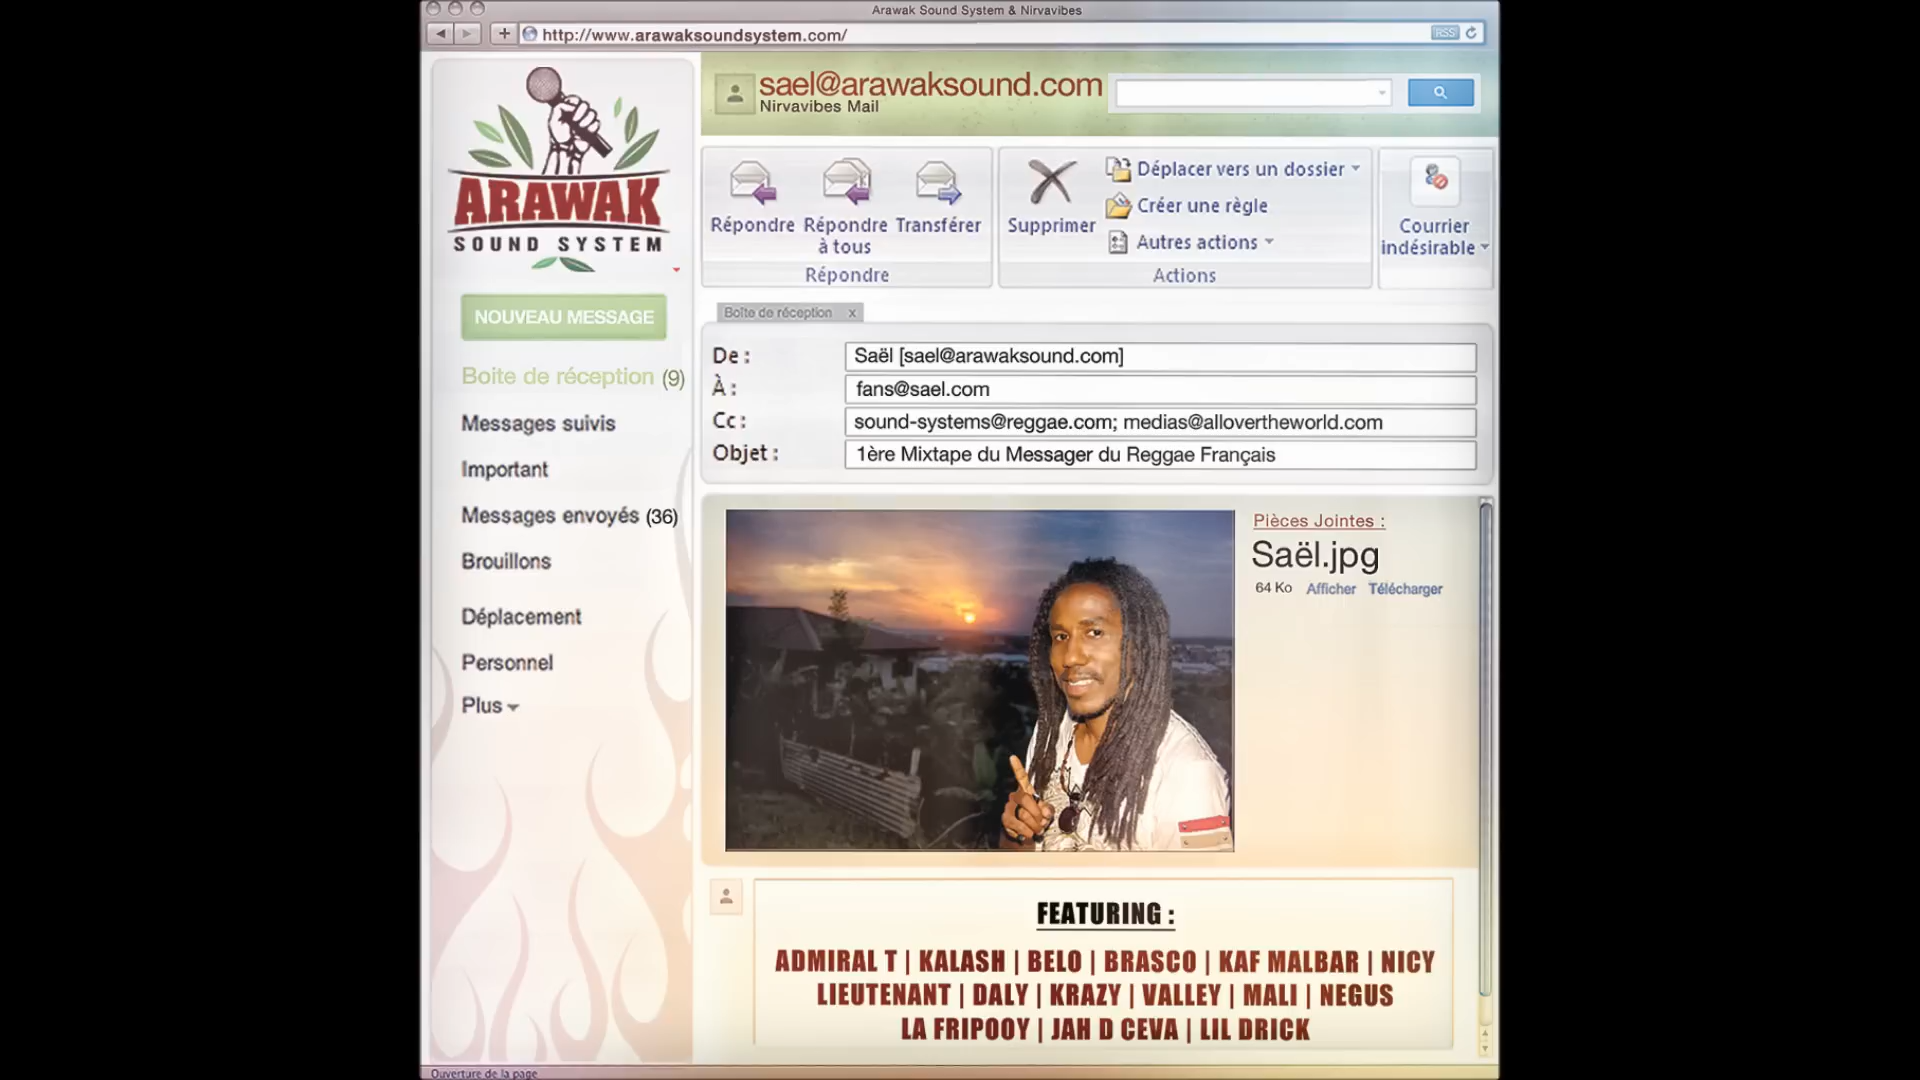 Arawak Sound System & Nirvavibes
http://www.arawaksoundsystem.com/
RSS
ARAWAK
SOUND SYSTEM
NOUVEAU MESSAGE
Boite de réception (9)
Messages suivis
Important
Messages envoyés (36)
Brouillons
Déplacement
Personnel
Plus
sael@arawaksound.com
Nirvavibes Mail
Répondre
Répondre
à tous
Transférer
Répondre
Supprimer
Déplacer vers un dossier
Créer une règle
Autres actions
Actions
Courrier
indésirable
Boîte de réception x
De : Saël [sael@arawaksound.com]
À : fans@sael.com
Cc : sound-systems@reggae.com; medias@allovertheworld.com
Objet : 1ère Mixtape du Messager du Reggae Français
Pièces Jointes :
Saël.jpg
64 Ko Afficher Télécharger
FEATURING :
ADMIRAL T | KALASH | BELO | BRASCO | KAF MALBAR | NICY
LIEUTENANT | DALY | KRAZY | VALLEY | MALI | NEGUS
LA FRIPOOY | JAH D CEVA | LIL DRICK
Ouverture de la page